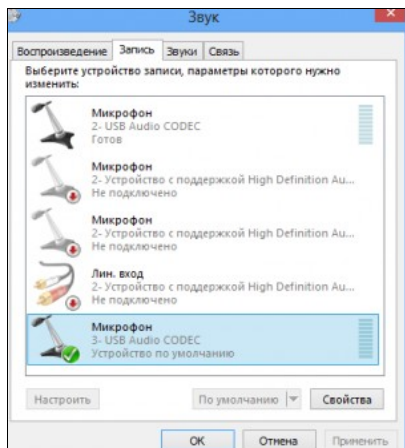 Звук
Воспроизведение Запись Звуки Связь
Выберите устройство записи, параметры которого нужно
изменить:
Микрофон
2- USB Audio CODEC
Готов
Микрофон
2- Устройство с поддержкой High Definition Au...
Не подключено
Микрофон
2- Устройство с поддержкой High Definition Au...
Не подключено
Лин. вход
2- Устройство с поддержкой High Definition Au...
Не подключено
Микрофон
3- USB Audio CODEC
Устройство по умолчанию
Настроить По умолчанию Свойства
ОК Отмена Применить